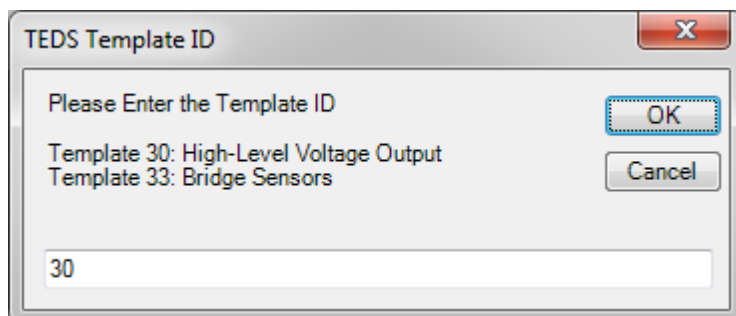 TEDS Template ID
Please Enter the Template ID
OK
Template 30: High-Level Voltage Output
Template 33: Bridge Sensors
Cancel
30